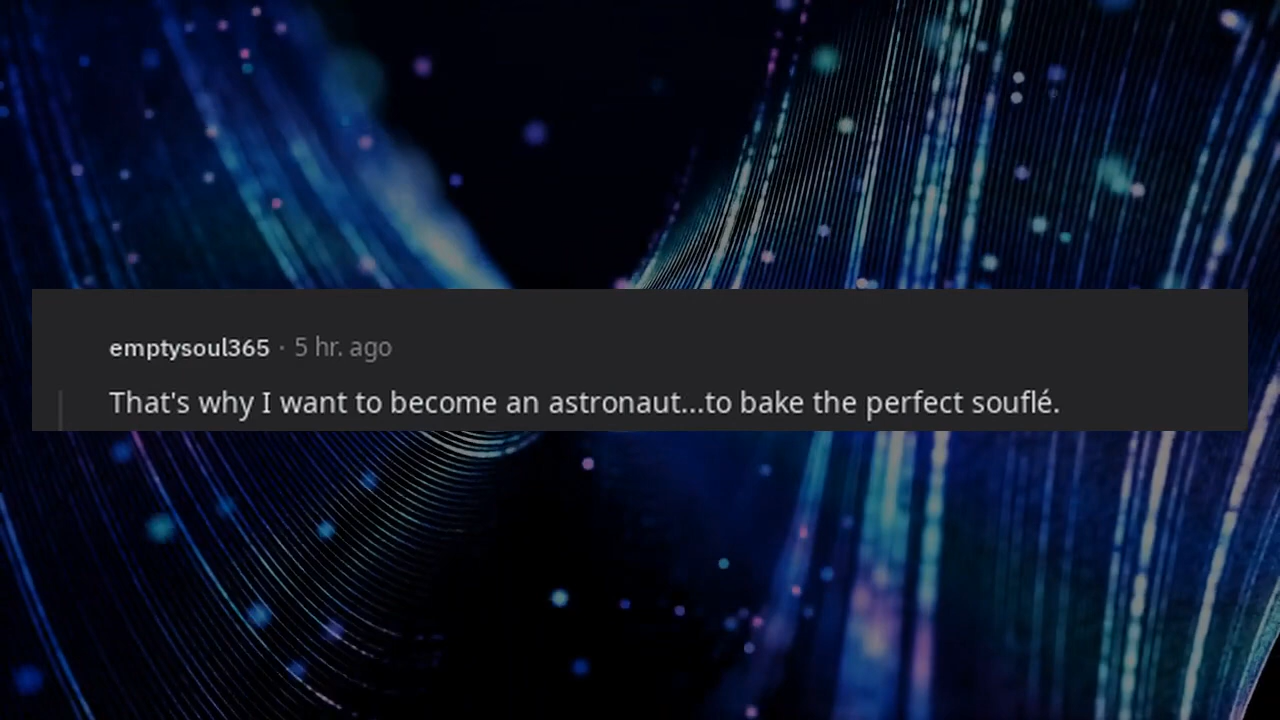 emptysoul365 · 5 hr. ago
That's why I want to become an astronaut...to bake the perfect souflé.